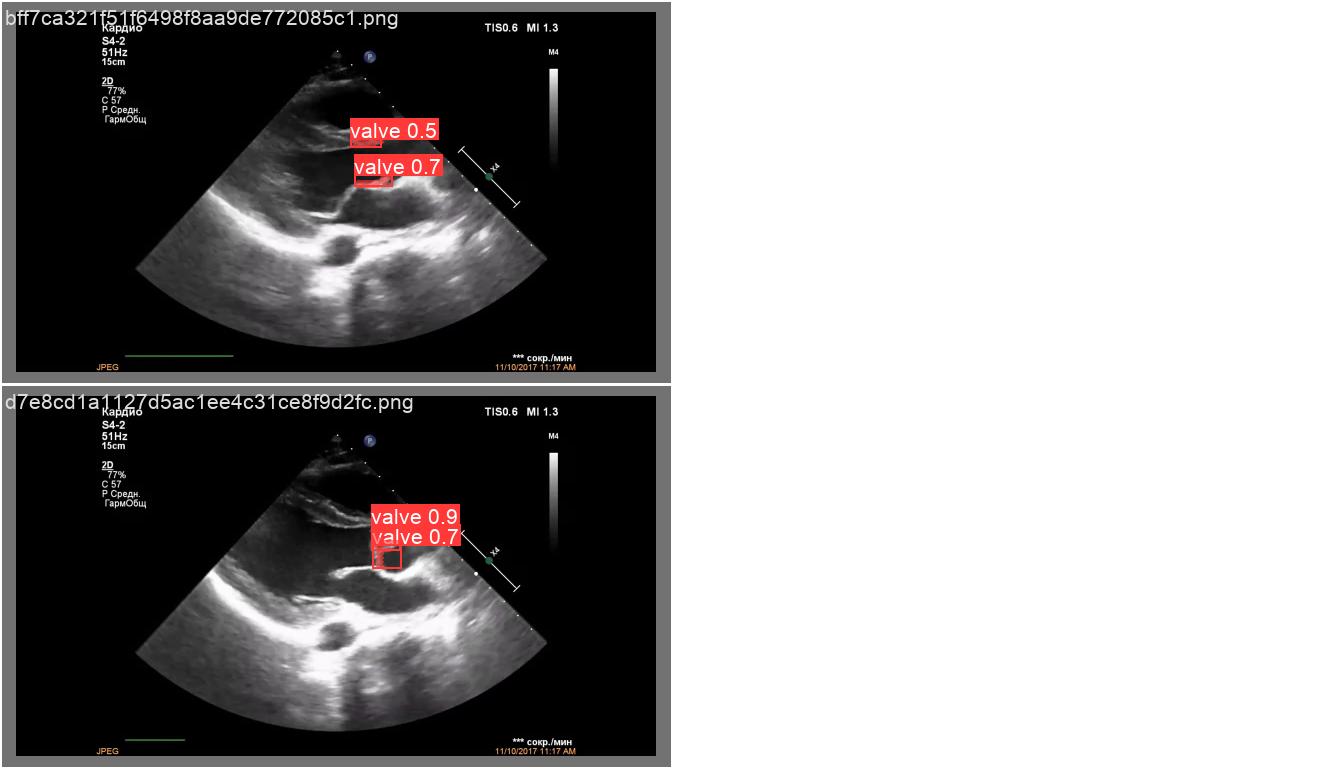 bff7ca321f51f6498f8aa9de772085c1.png
Кардио
TIS0.6 MI 1.3
S4-2
51Hz
15cm
M4
P
2D
77%
C 57
P Средн.
ГармОбщ
valve 0.5
valve 0.7
X4
*** сокр./мин
JPEG
11/10/2017 11:17 AM
d7e8cd1a1127d5ac1ee4c31ce8f9d2fc.png
Кардио
TIS0.6 MI 1.3
S4-2
51Hz
15cm
M4
P
2D
77%
C 57
P Средн.
ГармОбщ
valve 0.9
valve 0.7
X4
*** сокр./мин
JPEG
11/10/2017 11:17 AM